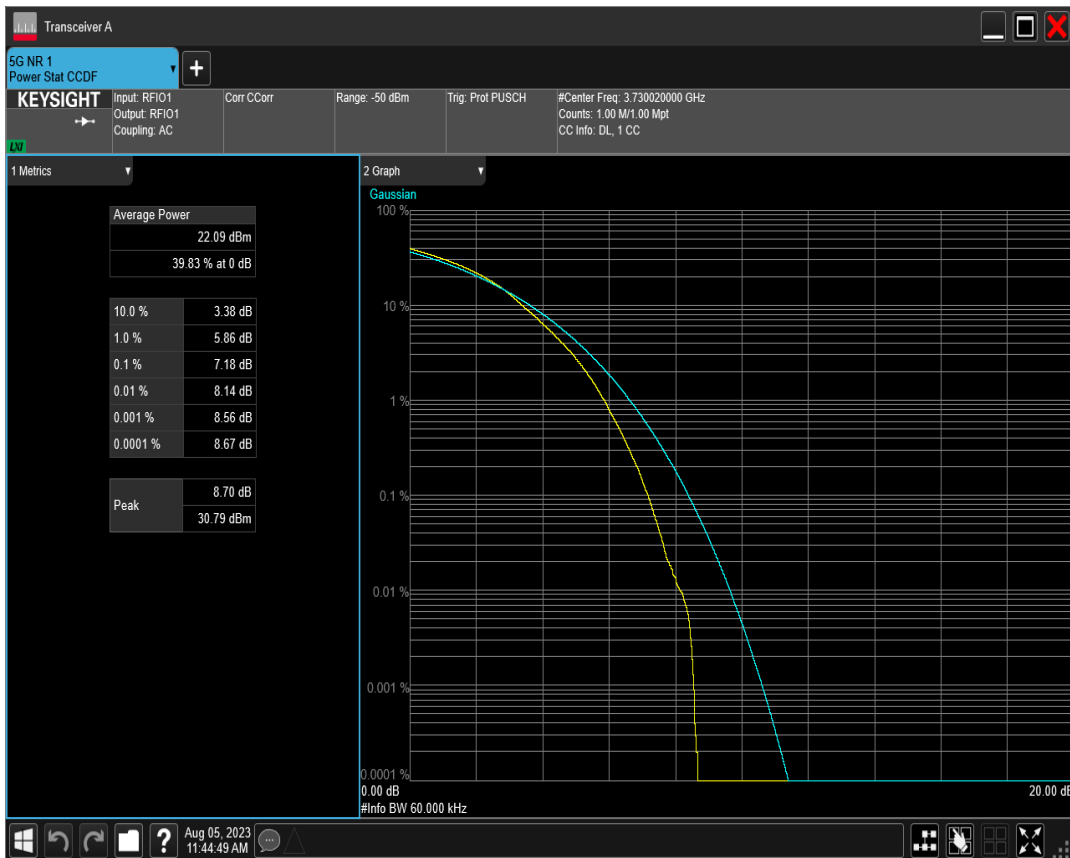 Transceiver A
5G NR 1
Power Stat CCDF
+
KEYSIGHT
LXI
Input: RFIO1
Output: RFIO1
Coupling: AC
Corr CCorr
Range: -50 dBm
Trig: Prot PUSCH
#Center Freq: 3.730020000 GHz
Counts: 1.00 M/1.00 Mpt
CC Info: DL, 1 CC
1 Metrics
Average Power
22.09 dBm
39.83 % at 0 dB
10.0 % 3.38 dB
1.0 % 5.86 dB
0.1 % 7.18 dB
0.01 % 8.14 dB
0.001 % 8.56 dB
0.0001 % 8.67 dB
Peak 8.70 dB
30.79 dBm
2 Graph
Gaussian
100 %
10 %
1 %
0.1 %
0.01 %
0.001 %
0.0001 %
0.00 dB 20.00 dB
#Info BW 60.000 kHz
?
Aug 05, 2023
11:44:49 AM